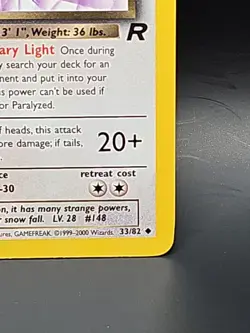 3' 1", Weight: 36 lbs.
R
ary Light Once during
y search your deck for an
nent and put it into your
s power can't be used if
or Paralyzed.
f heads, this attack
ore damage; if tails,
20+
ce
retreat cost
-30
n, it has many strange powers,
r snow fall. LV. 28 #148
ures, GAMEFREAK. ©1999-2000 Wizards. 33/82